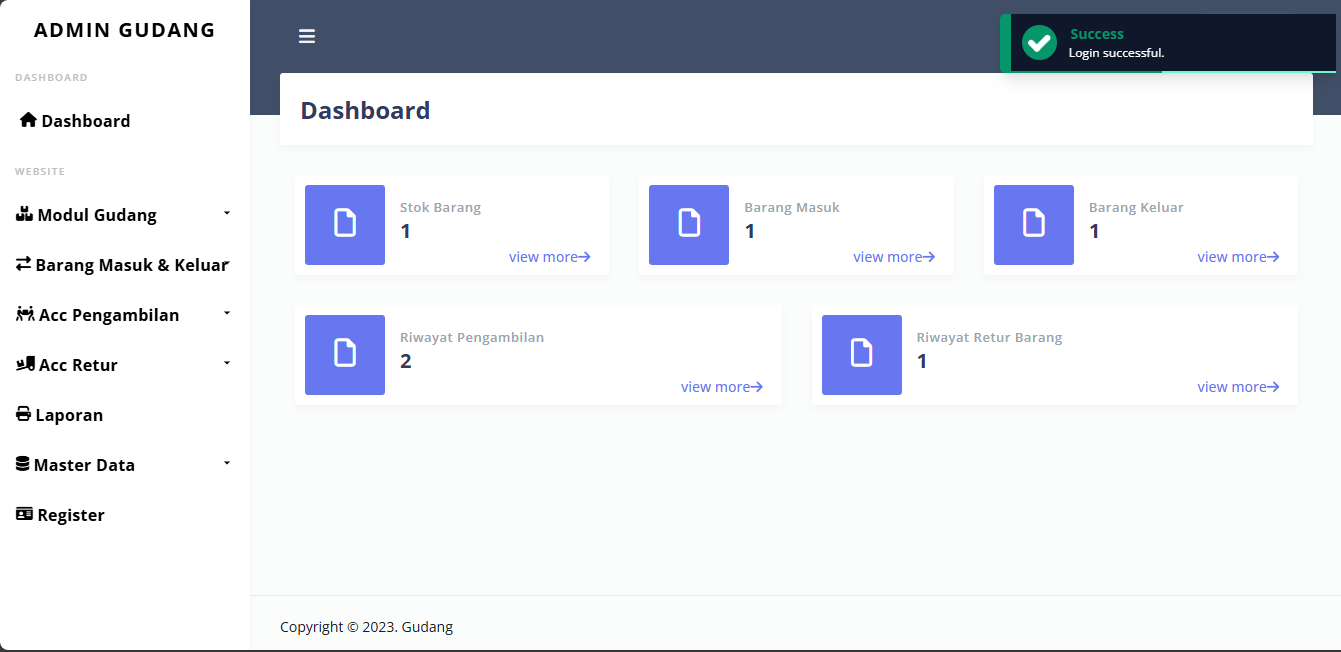 ADMIN GUDANG
DASHBOARD
Dashboard
WEBSITE
Modul Gudang
Barang Masuk & Keluar
Acc Pengambilan
Acc Retur
Laporan
Master Data
Register
Success
Login successful.
Dashboard
Stok Barang
1
view more
Barang Masuk
1
view more
Barang Keluar
1
view more
Riwayat Pengambilan
2
view more
Riwayat Retur Barang
1
view more
Copyright © 2023. Gudang